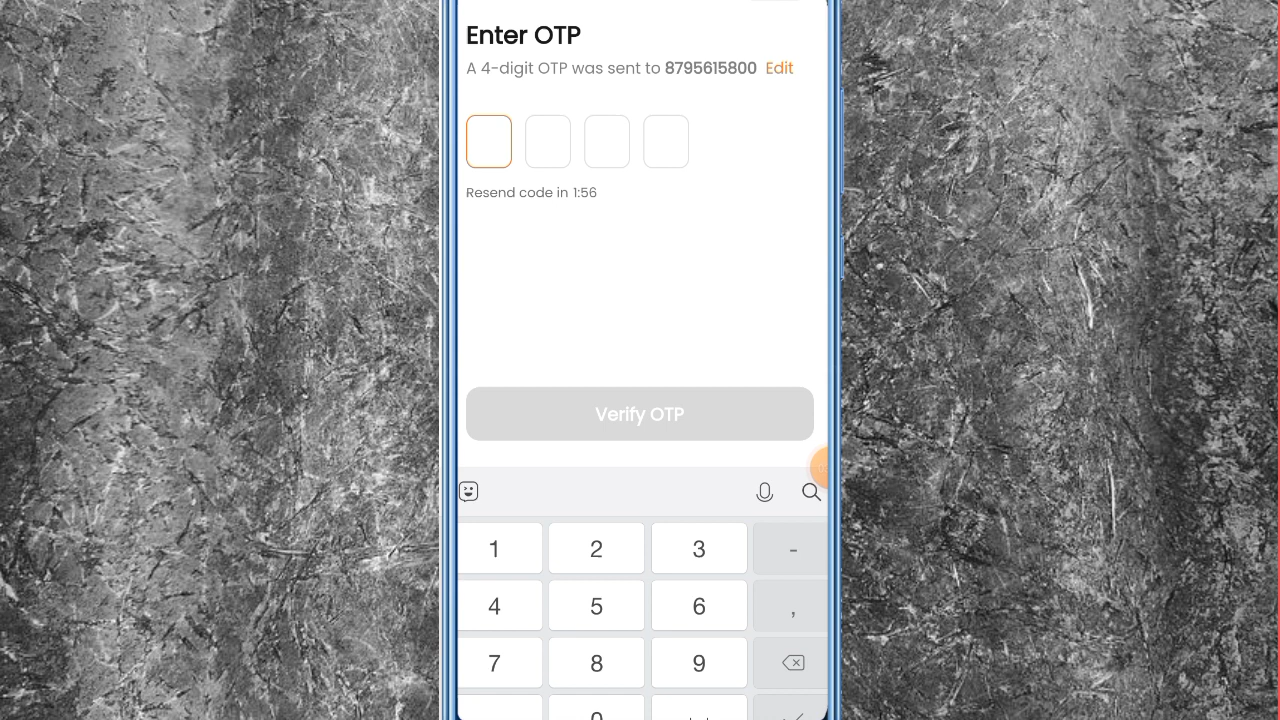 Enter OTP
A 4-digit OTP was sent to 8795615800 Edit
Resend code in 1:56
Verify OTP
1 2 3 -
4 5 6 ,
7 8 9
0